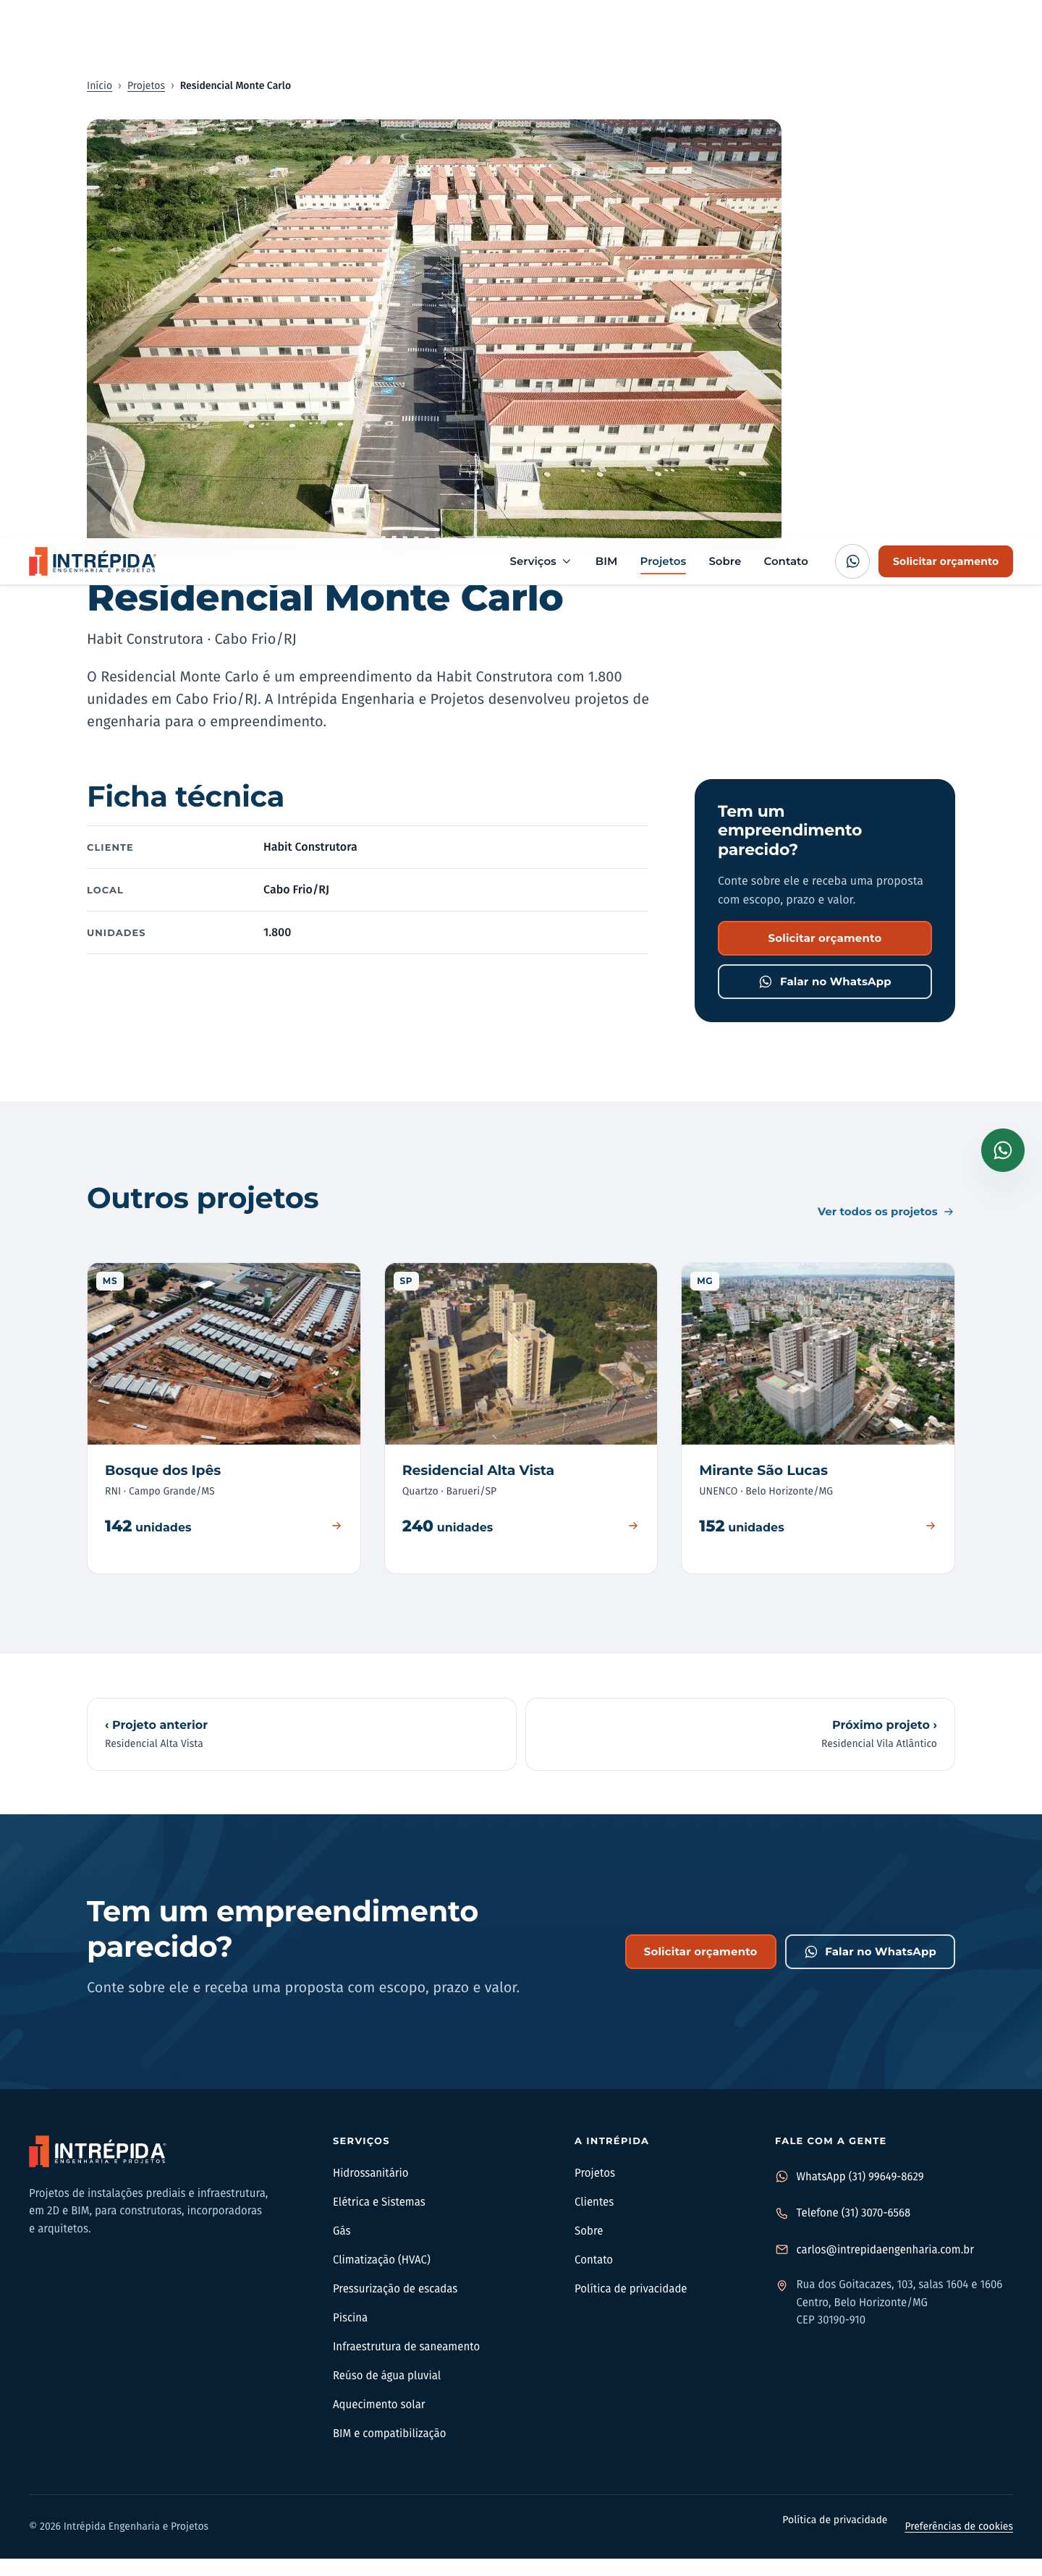 Início › Projetos › Residencial Monte Carlo
INTRÉPIDA
ENGENHARIA E PROJETOS
Serviços BIM Projetos Sobre Contato Solicitar orçamento
Residencial Monte Carlo
Habit Construtora · Cabo Frio/RJ
O Residencial Monte Carlo é um empreendimento da Habit Construtora com 1.800
unidades em Cabo Frio/RJ. A Intrépida Engenharia e Projetos desenvolveu projetos de
engenharia para o empreendimento.
Ficha técnica
CLIENTE Habit Construtora
LOCAL Cabo Frio/RJ
UNIDADES 1.800
Tem um
empreendimento
parecido?
Conte sobre ele e receba uma proposta
com escopo, prazo e valor.
Solicitar orçamento
Falar no WhatsApp
Outros projetos
Ver todos os projetos →
MS
Bosque dos Ipês
RNI · Campo Grande/MS
142 unidades →
SP
Residencial Alta Vista
Quartzo · Barueri/SP
240 unidades →
MG
Mirante São Lucas
UNENCO · Belo Horizonte/MG
152 unidades →
‹ Projeto anterior
Residencial Alta Vista
Próximo projeto ›
Residencial Vila Atlântico
Tem um empreendimento
parecido?
Conte sobre ele e receba uma proposta com escopo, prazo e valor.
Solicitar orçamento
Falar no WhatsApp
INTRÉPIDA
ENGENHARIA E PROJETOS
Projetos de instalações prediais e infraestrutura,
em 2D e BIM, para construtoras, incorporadoras
e arquitetos.
SERVIÇOS
Hidrossanitário
Elétrica e Sistemas
Gás
Climatização (HVAC)
Pressurização de escadas
Piscina
Infraestrutura de saneamento
Reúso de água pluvial
Aquecimento solar
BIM e compatibilização
A INTRÉPIDA
Projetos
Clientes
Sobre
Contato
Política de privacidade
FALE COM A GENTE
WhatsApp (31) 99649-8629
Telefone (31) 3070-6568
carlos@intrepidaengenharia.com.br
Rua dos Goitacazes, 103, salas 1604 e 1606
Centro, Belo Horizonte/MG
CEP 30190-910
© 2026 Intrépida Engenharia e Projetos
Política de privacidade
Preferências de cookies